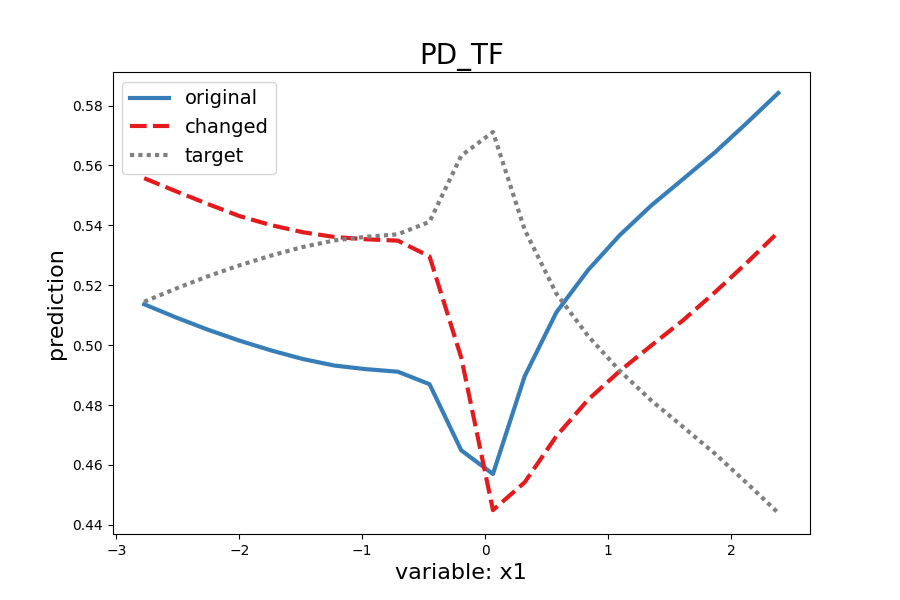 PD_TF
original
changed
target
prediction
0.58
0.56
0.54
0.52
0.50
0.48
0.46
0.44
−3 −2 −1 0 1 2
variable: x1